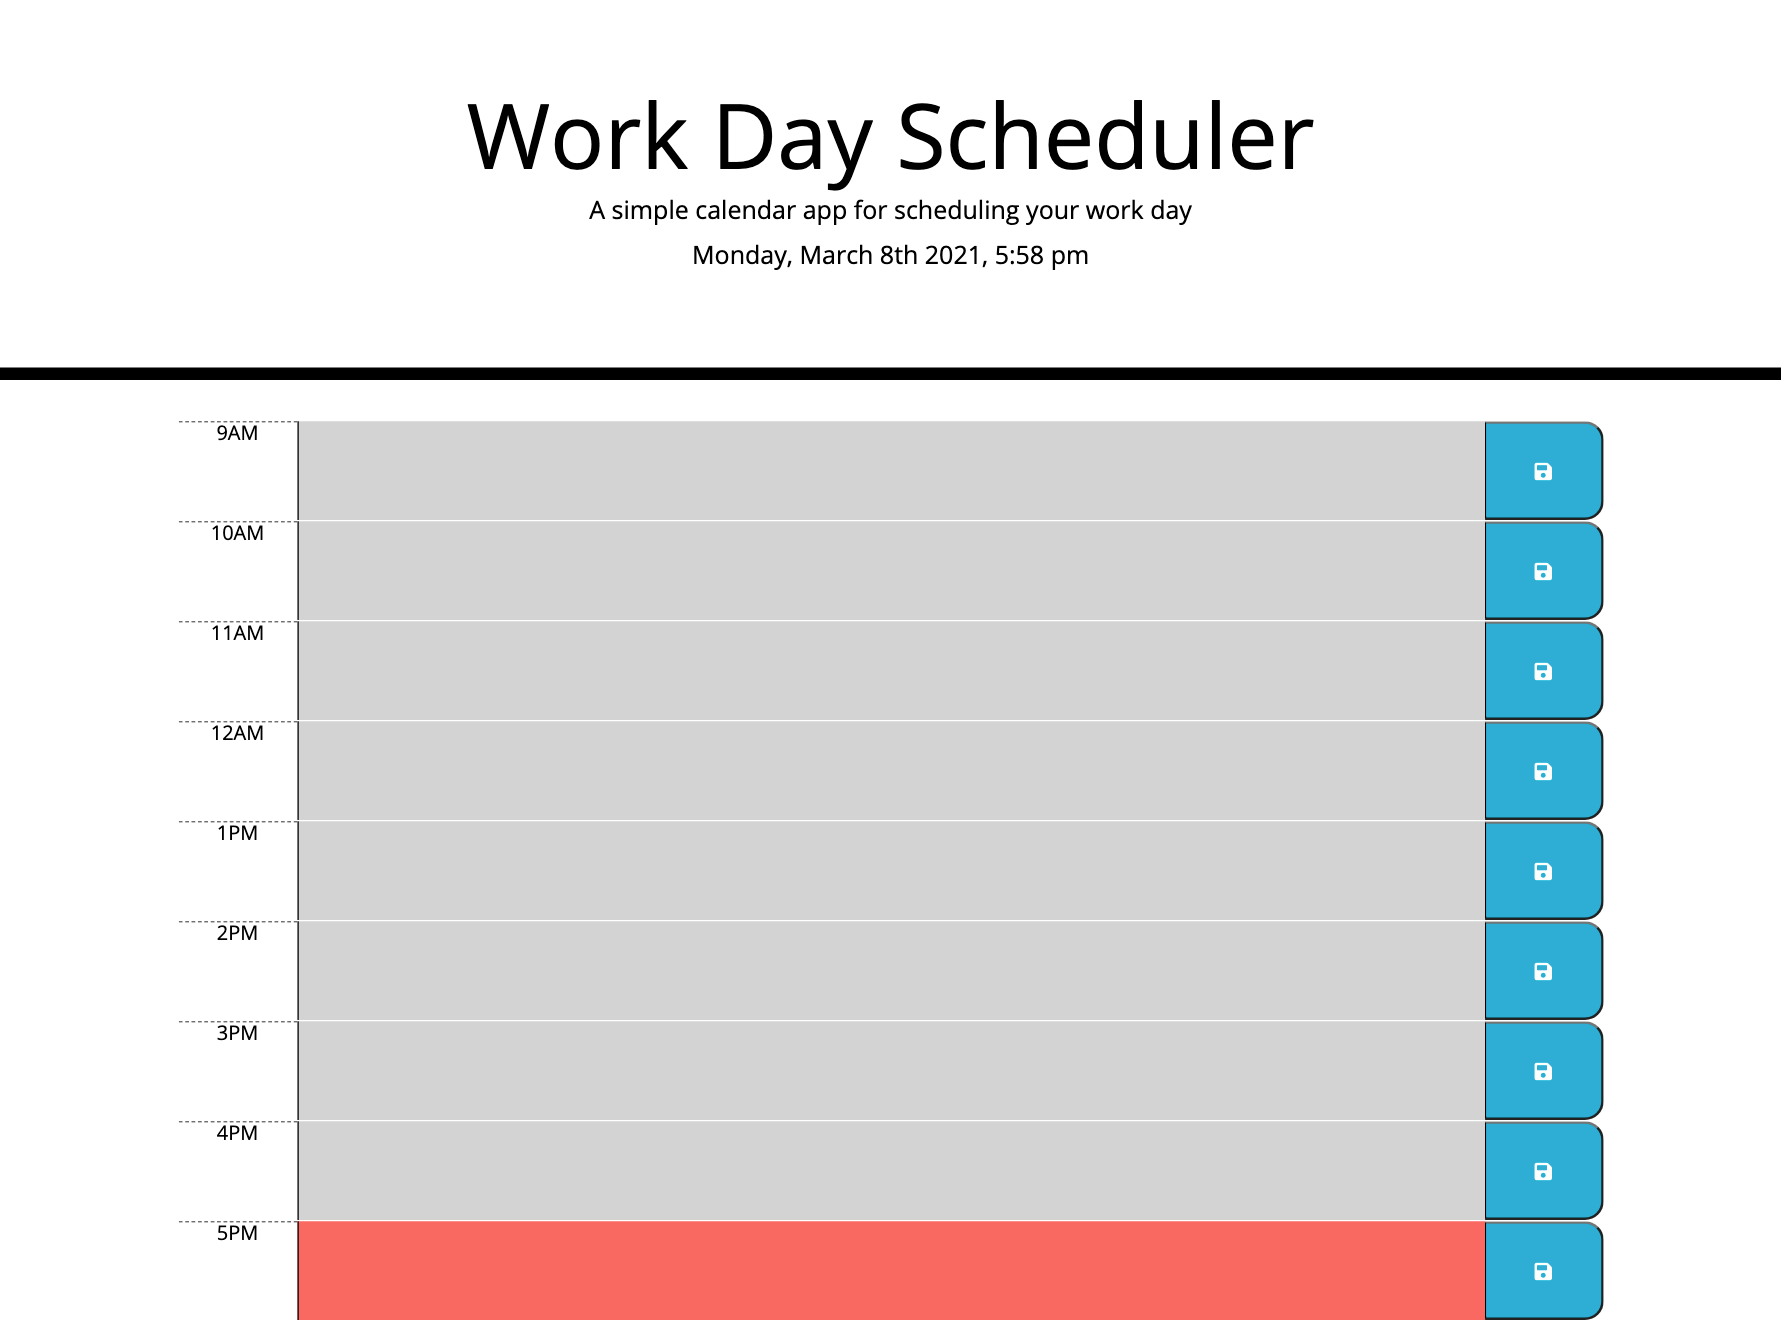 Work Day Scheduler
A simple calendar app for scheduling your work day
Monday, March 8th 2021, 5:58 pm
9AM
10AM
11AM
12AM
1PM
2PM
3PM
4PM
5PM